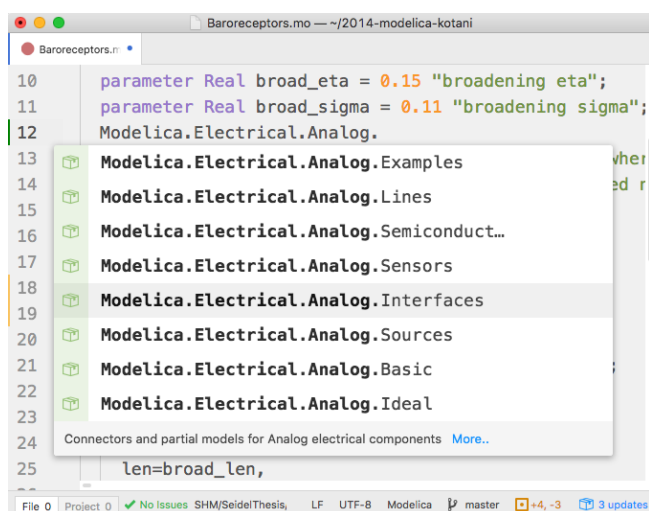 Baroreceptors.mo — ~/2014-modelica-kotani
Baroreceptors.m
10 parameter Real broad_eta = 0.15 "broadening eta";
11 parameter Real broad_sigma = 0.11 "broadening sigma";
12 Modelica.Electrical.Analog.
13
Modelica.Electrical.Analog.Examples
14
Modelica.Electrical.Analog.Lines
15
16 Modelica.Electrical.Analog.Semiconduct…
17 Modelica.Electrical.Analog.Sensors
18
Modelica.Electrical.Analog.Interfaces
19
20 Modelica.Electrical.Analog.Sources
21 Modelica.Electrical.Analog.Basic ;
22
Modelica.Electrical.Analog.Ideal
23
24 Connectors and partial models for Analog electrical components More..
25 len=broad_len,
File 0 Project 0 No Issues SHM/SeidelThesis, LF UTF-8 Modelica master +4, -3 3 updates